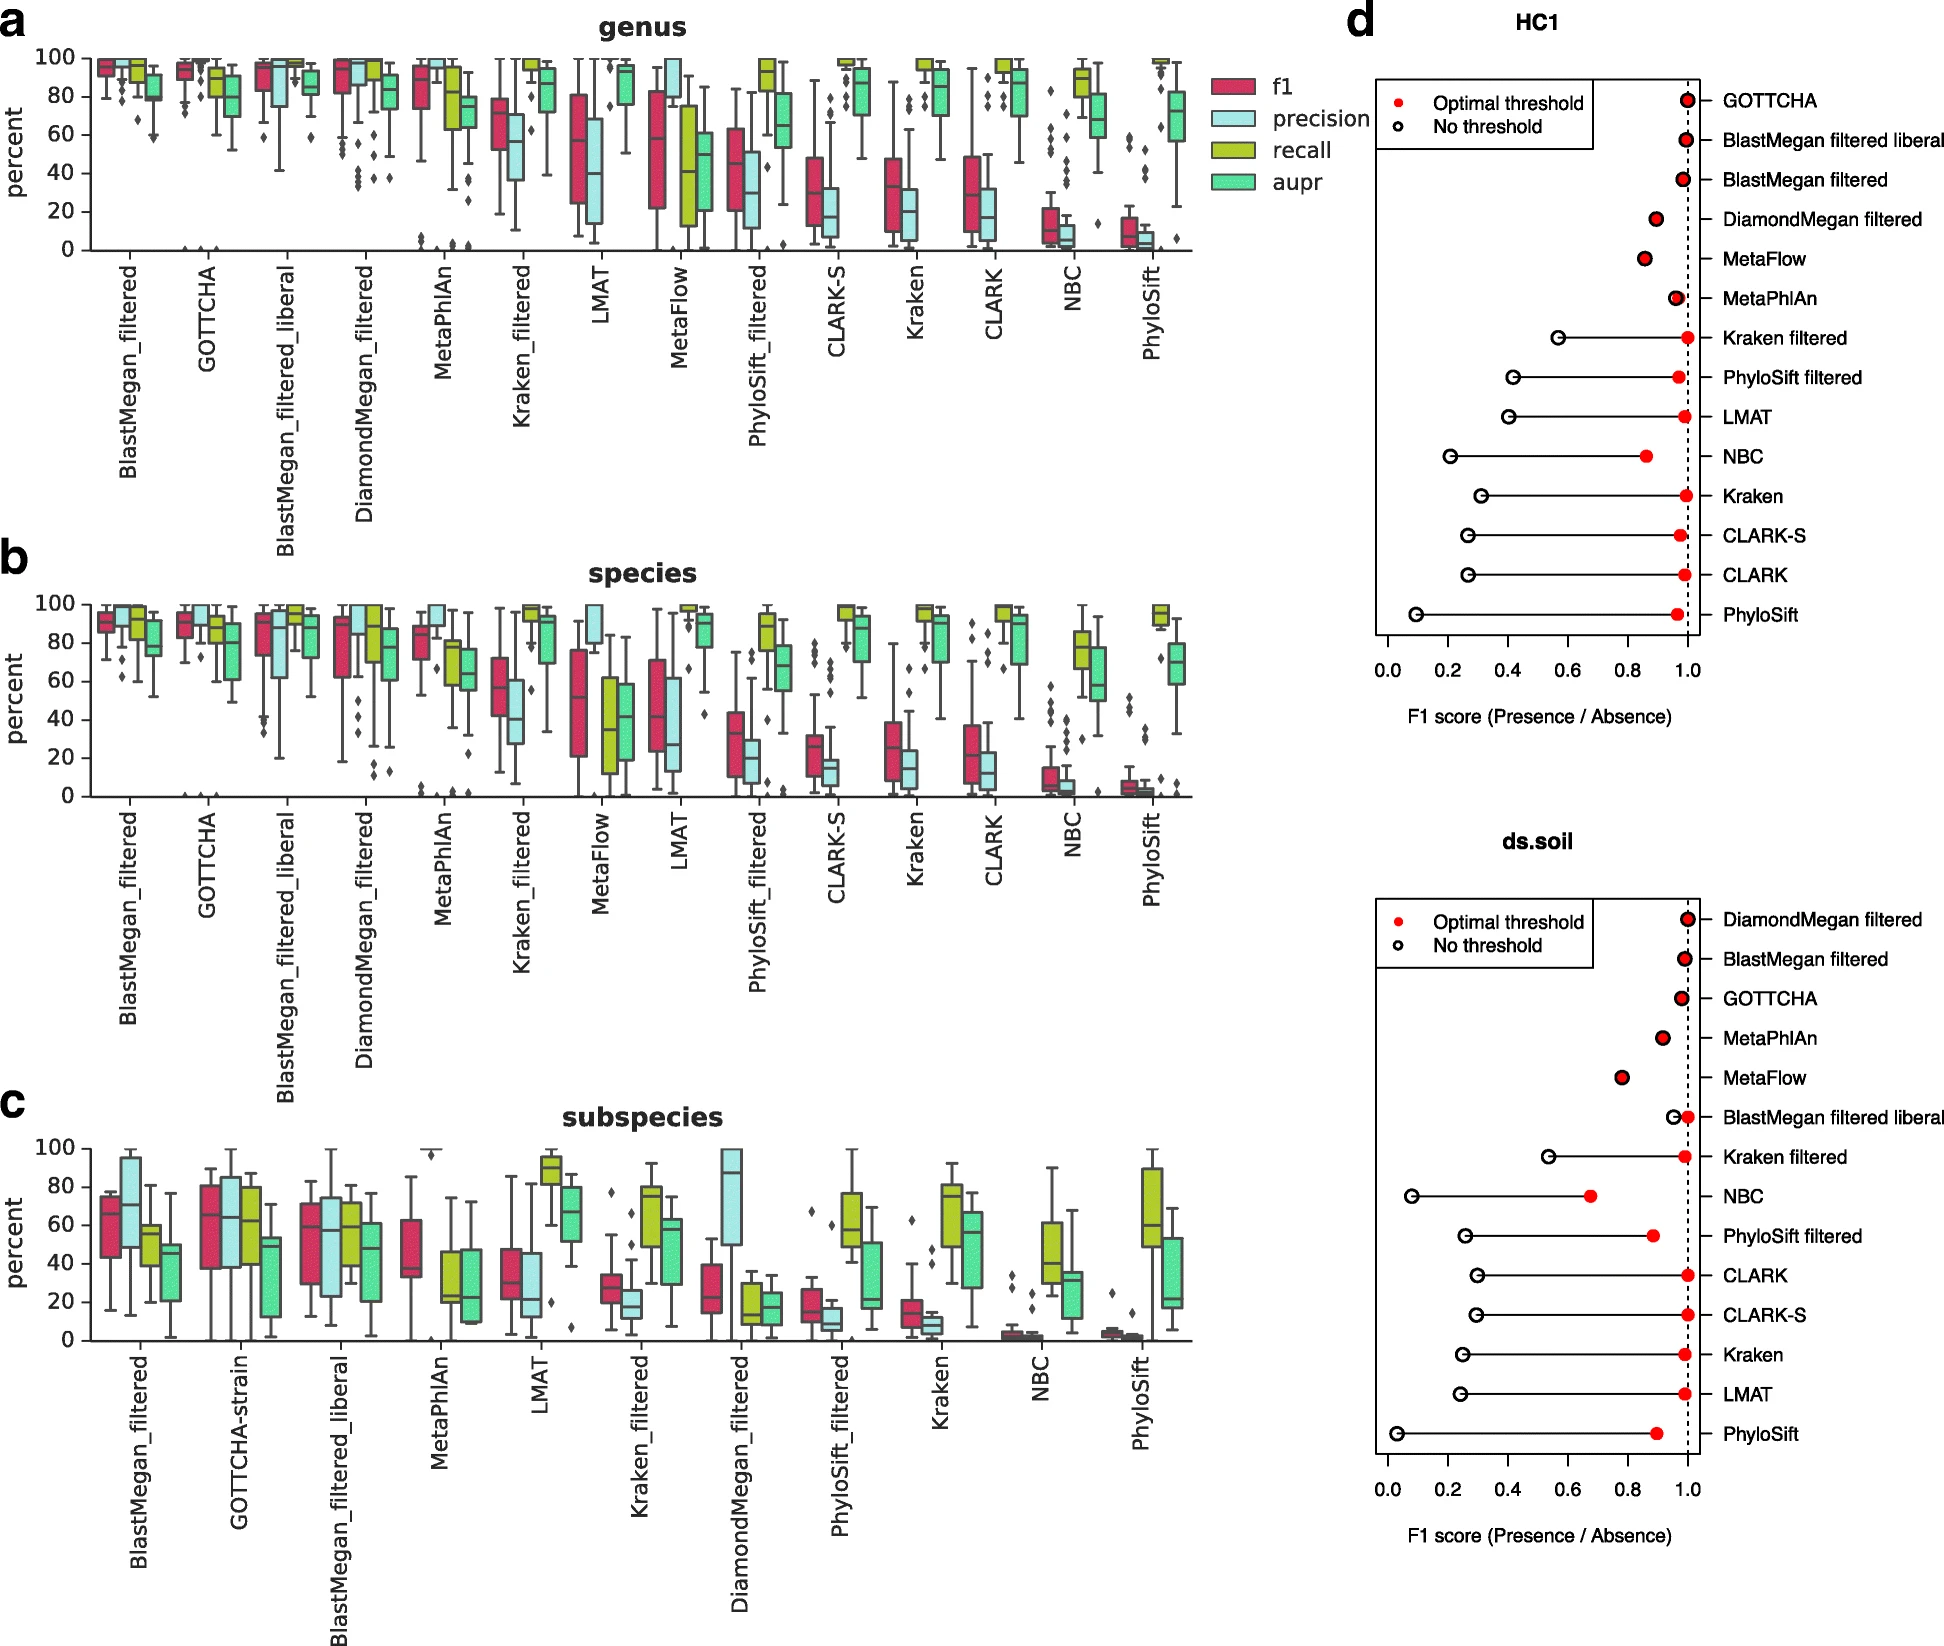 a
genus
100
80
60
40
20
0
percent
BlastMegan_filtered
GOTTCHA
BlastMegan_filtered_liberal
DiamondMegan_filtered
MetaPhlAn
Kraken_filtered
LMAT
MetaFlow
PhyloSift_filtered
CLARK-S
Kraken
CLARK
NBC
PhyloSift
f1
precision
recall
aupr
b
species
100
80
60
40
20
0
percent
BlastMegan_filtered
GOTTCHA
BlastMegan_filtered_liberal
DiamondMegan_filtered
MetaPhlAn
Kraken_filtered
MetaFlow
LMAT
PhyloSift_filtered
CLARK-S
Kraken
CLARK
NBC
PhyloSift
c
subspecies
100
80
60
40
20
0
percent
BlastMegan_filtered
GOTTCHA-strain
BlastMegan_filtered_liberal
MetaPhlAn
LMAT
Kraken_filtered
DiamondMegan_filtered
PhyloSift_filtered
Kraken
NBC
PhyloSift
d
HC1
Optimal threshold
No threshold
GOTTCHA
BlastMegan filtered liberal
BlastMegan filtered
DiamondMegan filtered
MetaFlow
MetaPhlAn
Kraken filtered
PhyloSift filtered
LMAT
NBC
Kraken
CLARK-S
CLARK
PhyloSift
0.0 0.2 0.4 0.6 0.8 1.0
F1 score (Presence / Absence)
ds.soil
Optimal threshold
No threshold
DiamondMegan filtered
BlastMegan filtered
GOTTCHA
MetaPhlAn
MetaFlow
BlastMegan filtered liberal
Kraken filtered
NBC
PhyloSift filtered
CLARK
CLARK-S
Kraken
LMAT
PhyloSift
0.0 0.2 0.4 0.6 0.8 1.0
F1 score (Presence / Absence)